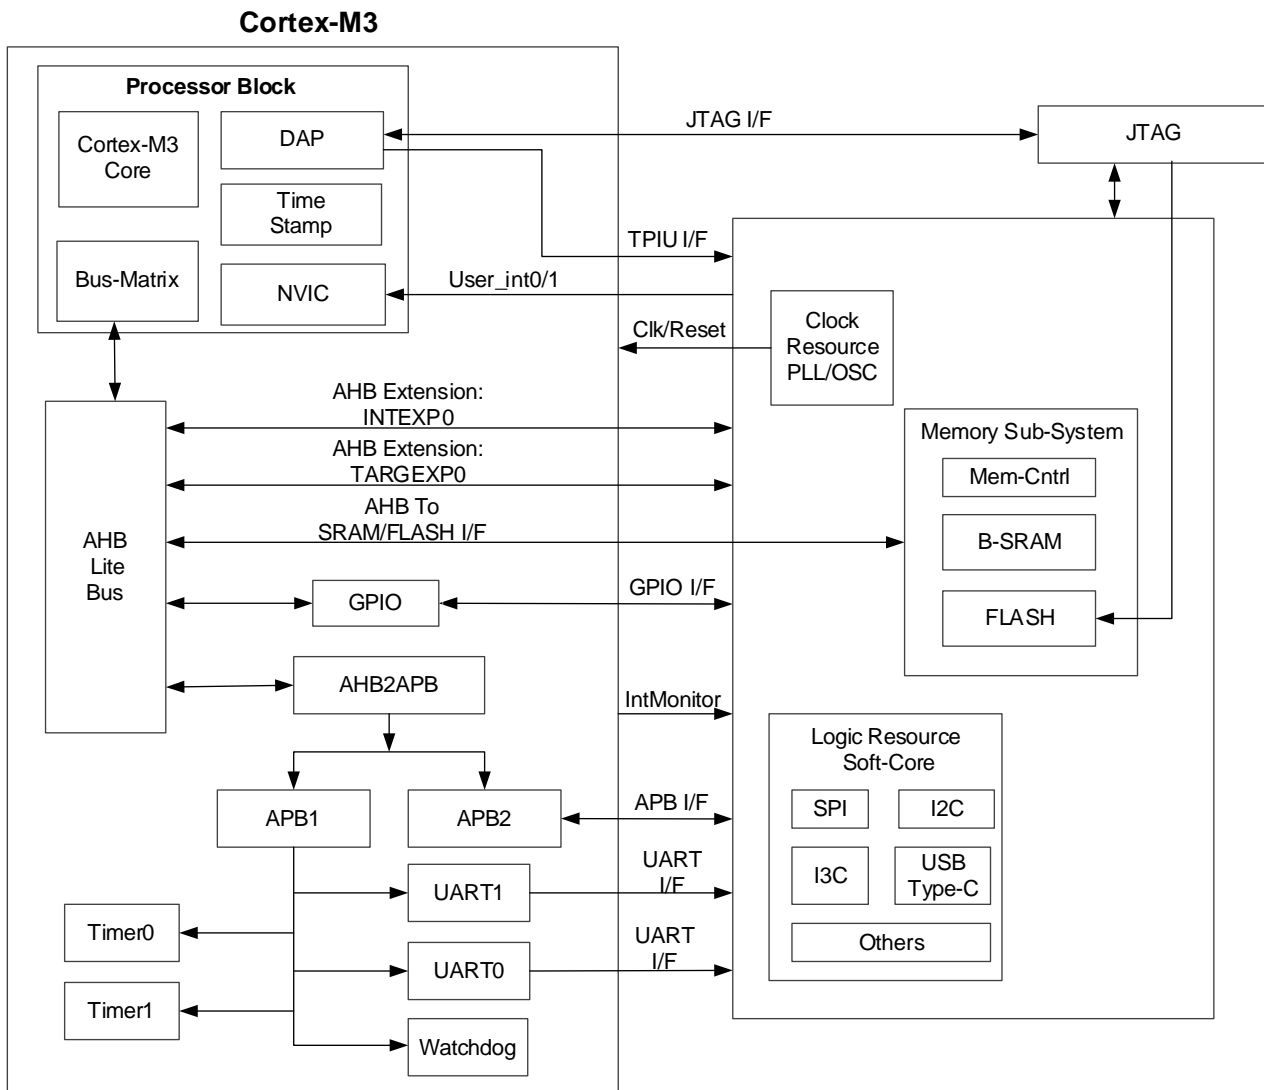 Cortex-M3
Processor Block
Cortex-M3
Core
DAP
Time
Stamp
Bus-Matrix
NVIC
JTAG I/F
JTAG
TPIU I/F
User_int0/1
Clk/Reset
Clock
Resource
PLL/OSC
AHB Extension:
INTEXP0
AHB Extension:
TARGEXP0
AHB To
SRAM/FLASH I/F
AHB
Lite
Bus
GPIO
GPIO I/F
Memory Sub-System
Mem-Cntrl
B-SRAM
FLASH
AHB2APB
IntMonitor
APB1
APB2
APB I/F
Logic Resource
Soft-Core
SPI
I2C
I3C
USB
Type-C
Others
UART
I/F
UART1
Timer0
UART
I/F
UART0
Timer1
Watchdog